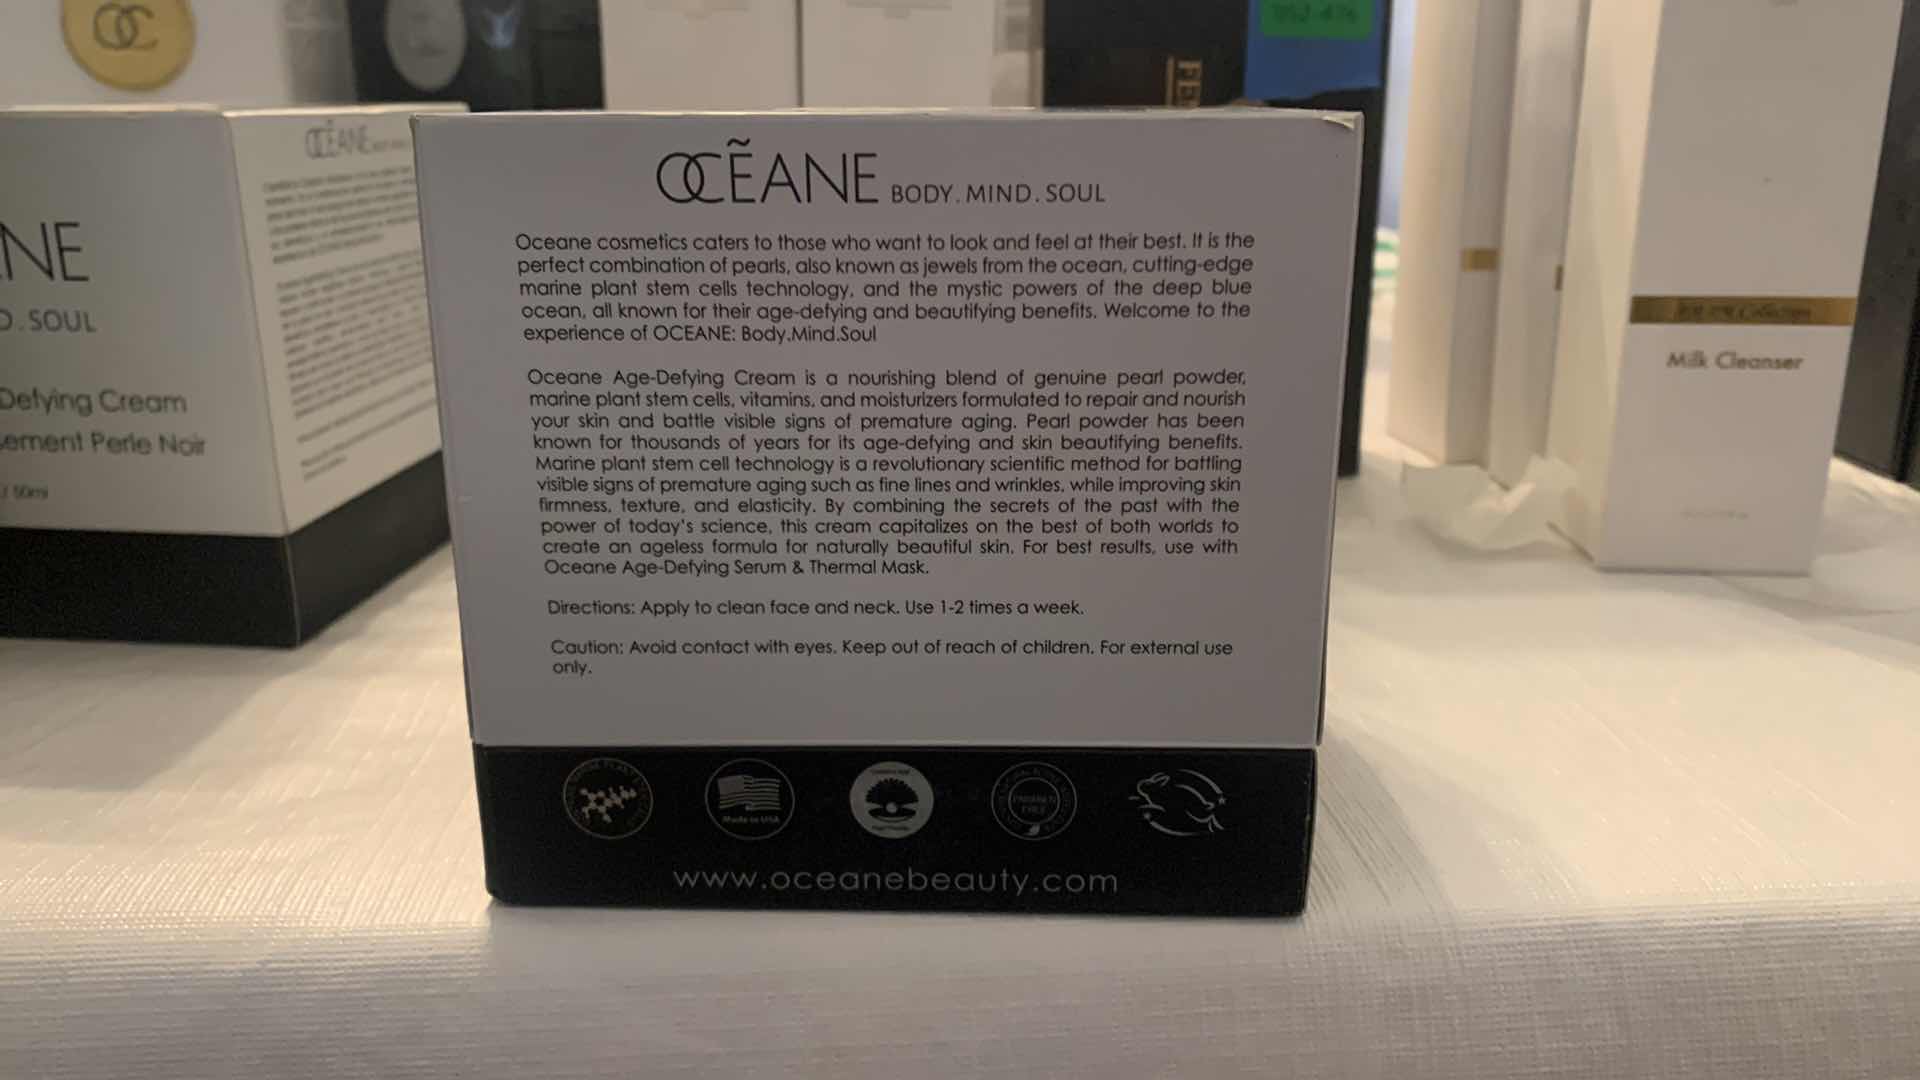 OC
OCẼANE
NE
D.SOUL
Defying Cream
ement Perle Noir
50ml
OCẼANE BODY.MIND.SOUL
Oceane cosmetics caters to those who want to look and feel at their best. It is the
perfect combination of pearls, also known as jewels from the ocean, cutting-edge
marine plant stem cells technology, and the mystic powers of the deep blue
ocean, all known for their age-defying and beautifying benefits. Welcome to the
experience of OCEANE: Body.Mind.Soul
Oceane Age-Defying Cream is a nourishing blend of genuine pearl powder,
marine plant stem cells, vitamins, and moisturizers formulated to repair and nourish
your skin and battle visible signs of premature aging. Pearl powder has been
known for thousands of years for its age-defying and skin beautifying benefits.
Marine plant stem cell technology is a revolutionary scientific method for battling
visible signs of premature aging such as fine lines and wrinkles, while improving skin
firmness, texture, and elasticity. By combining the secrets of the past with the
power of today's science, this cream capitalizes on the best of both worlds to
create an ageless formula for naturally beautiful skin. For best results, use with
Oceane Age-Defying Serum & Thermal Mask.
Directions: Apply to clean face and neck. Use 1-2 times a week.
Caution: Avoid contact with eyes. Keep out of reach of children. For external use
only.
Made in USA
PARABEN
FREE
www.oceanebeauty.com
Collection
Milk Cleanser